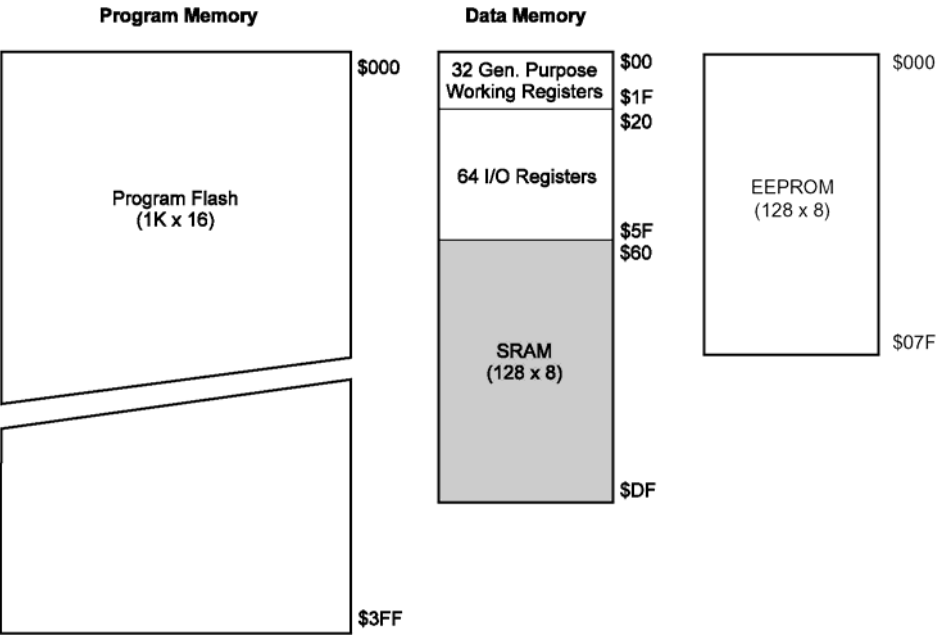 Program Memory
$000
Program Flash
(1K x 16)
$3FF
Data Memory
32 Gen. Purpose
Working Registers
$00
$1F
$20
64 I/O Registers
$5F
$60
SRAM
(128 x 8)
$DF
$000
EEPROM
(128 x 8)
$07F